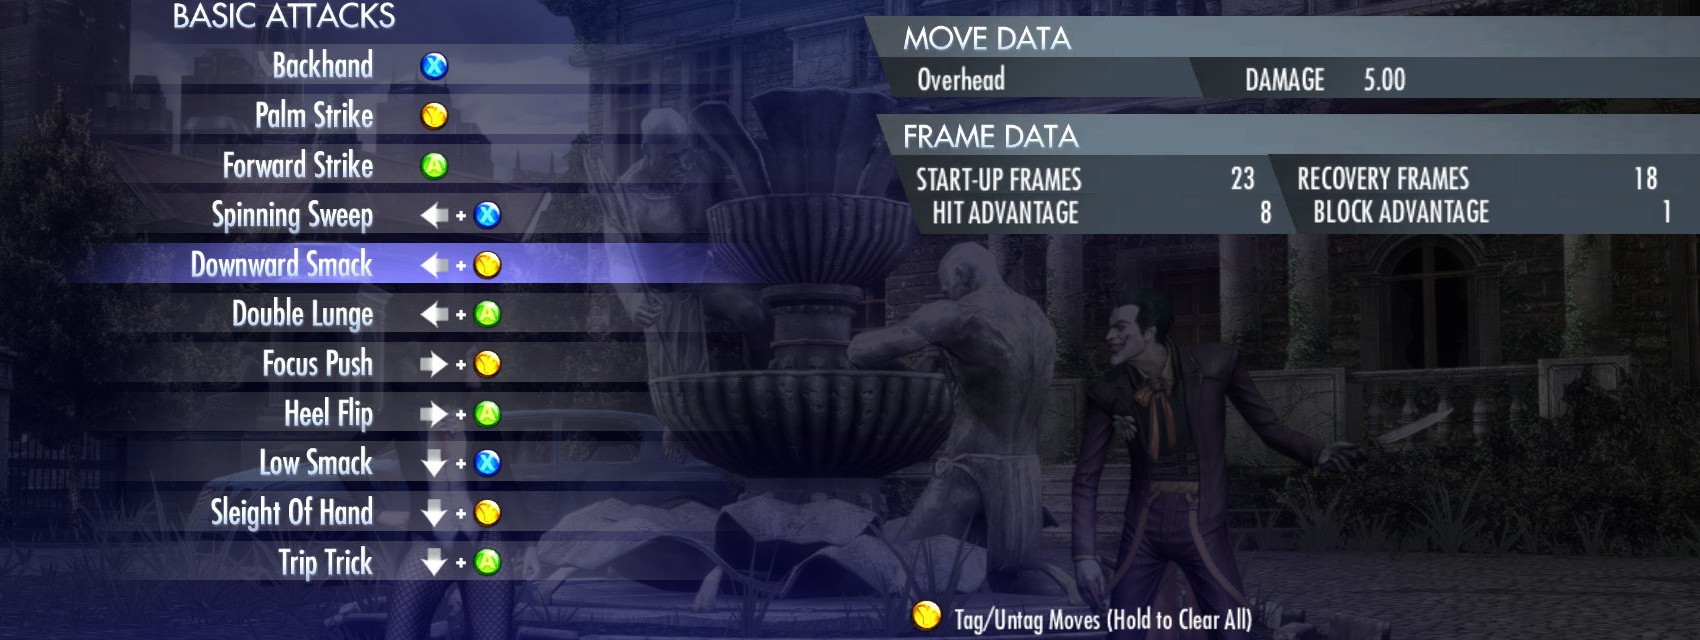 BASIC ATTACKS
Backhand X
Palm Strike Y
Forward Strike A
Spinning Sweep + X
Downward Smack + Y
Double Lunge + A
Focus Push + Y
Heel Flip + A
Low Smack + X
Sleight Of Hand + Y
Trip Trick + A
MOVE DATA
Overhead DAMAGE 5.00
FRAME DATA
START-UP FRAMES 23 RECOVERY FRAMES 18
HIT ADVANTAGE 8 BLOCK ADVANTAGE 1
Y Tag/Untag Moves (Hold to Clear All)